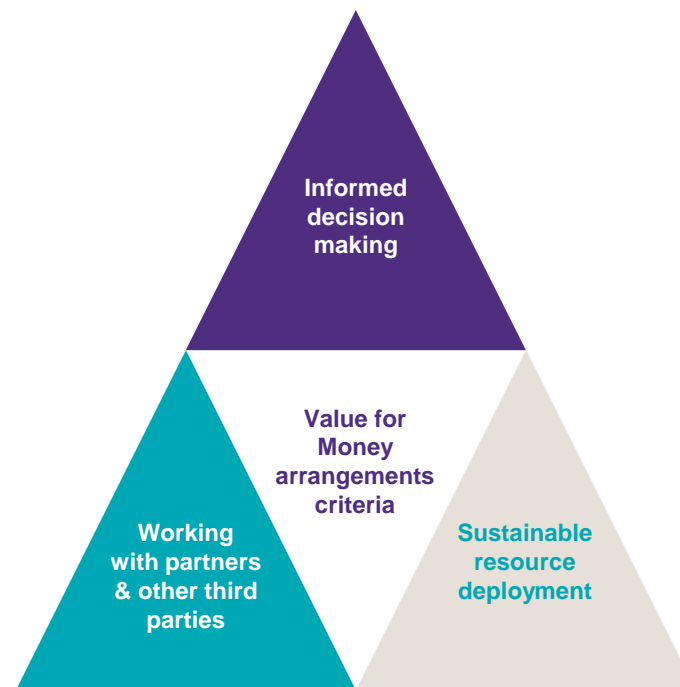 Informed
decision
making
Value for
Money
arrangements
criteria
Working
with partners
& other third
parties
Sustainable
resource
deployment